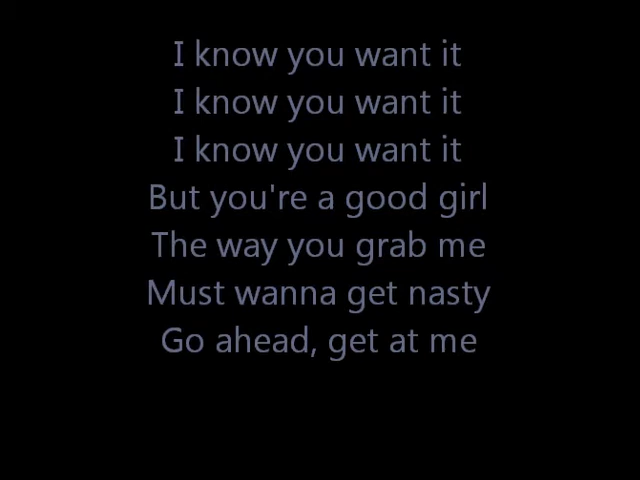 I know you want it
I know you want it
I know you want it
But you're a good girl
The way you grab me
Must wanna get nasty
Go ahead, get at me